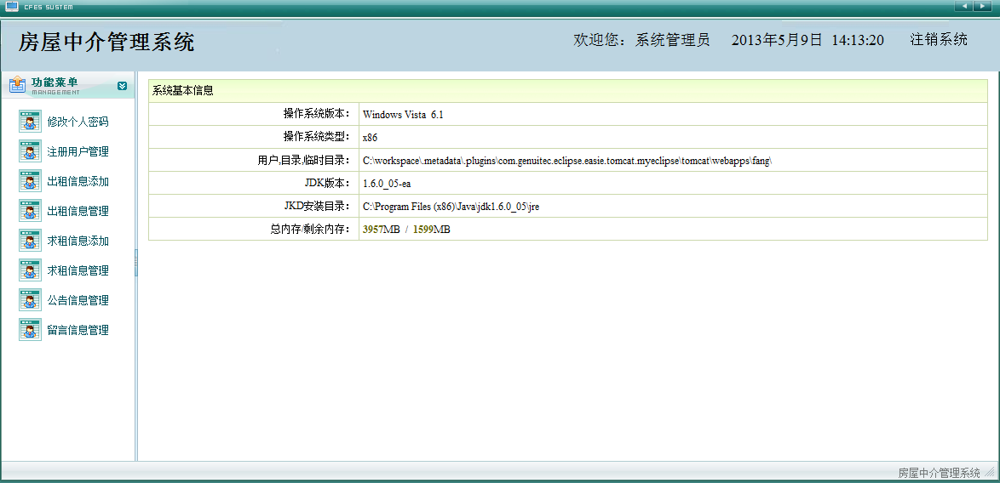 CFES SUSTEM
房屋中介管理系统
欢迎您：系统管理员 2013年5月9日 14:13:20 注销系统
功能菜单
MANAGEMENT
修改个人密码
注册用户管理
出租信息添加
出租信息管理
求租信息添加
求租信息管理
公告信息管理
留言信息管理
系统基本信息
操作系统版本： Windows Vista 6.1
操作系统类型： x86
用户,目录,临时目录： C:\workspace\.metadata\.plugins\com.genuitec.eclipse.easie.tomcat.myeclipse\tomcat\webapps\fang\
JDK版本： 1.6.0_05-ea
JKD安装目录： C:\Program Files (x86)\Java\jdk1.6.0_05\jre
总内存/剩余内存： 3957MB / 1599MB
房屋中介管理系统